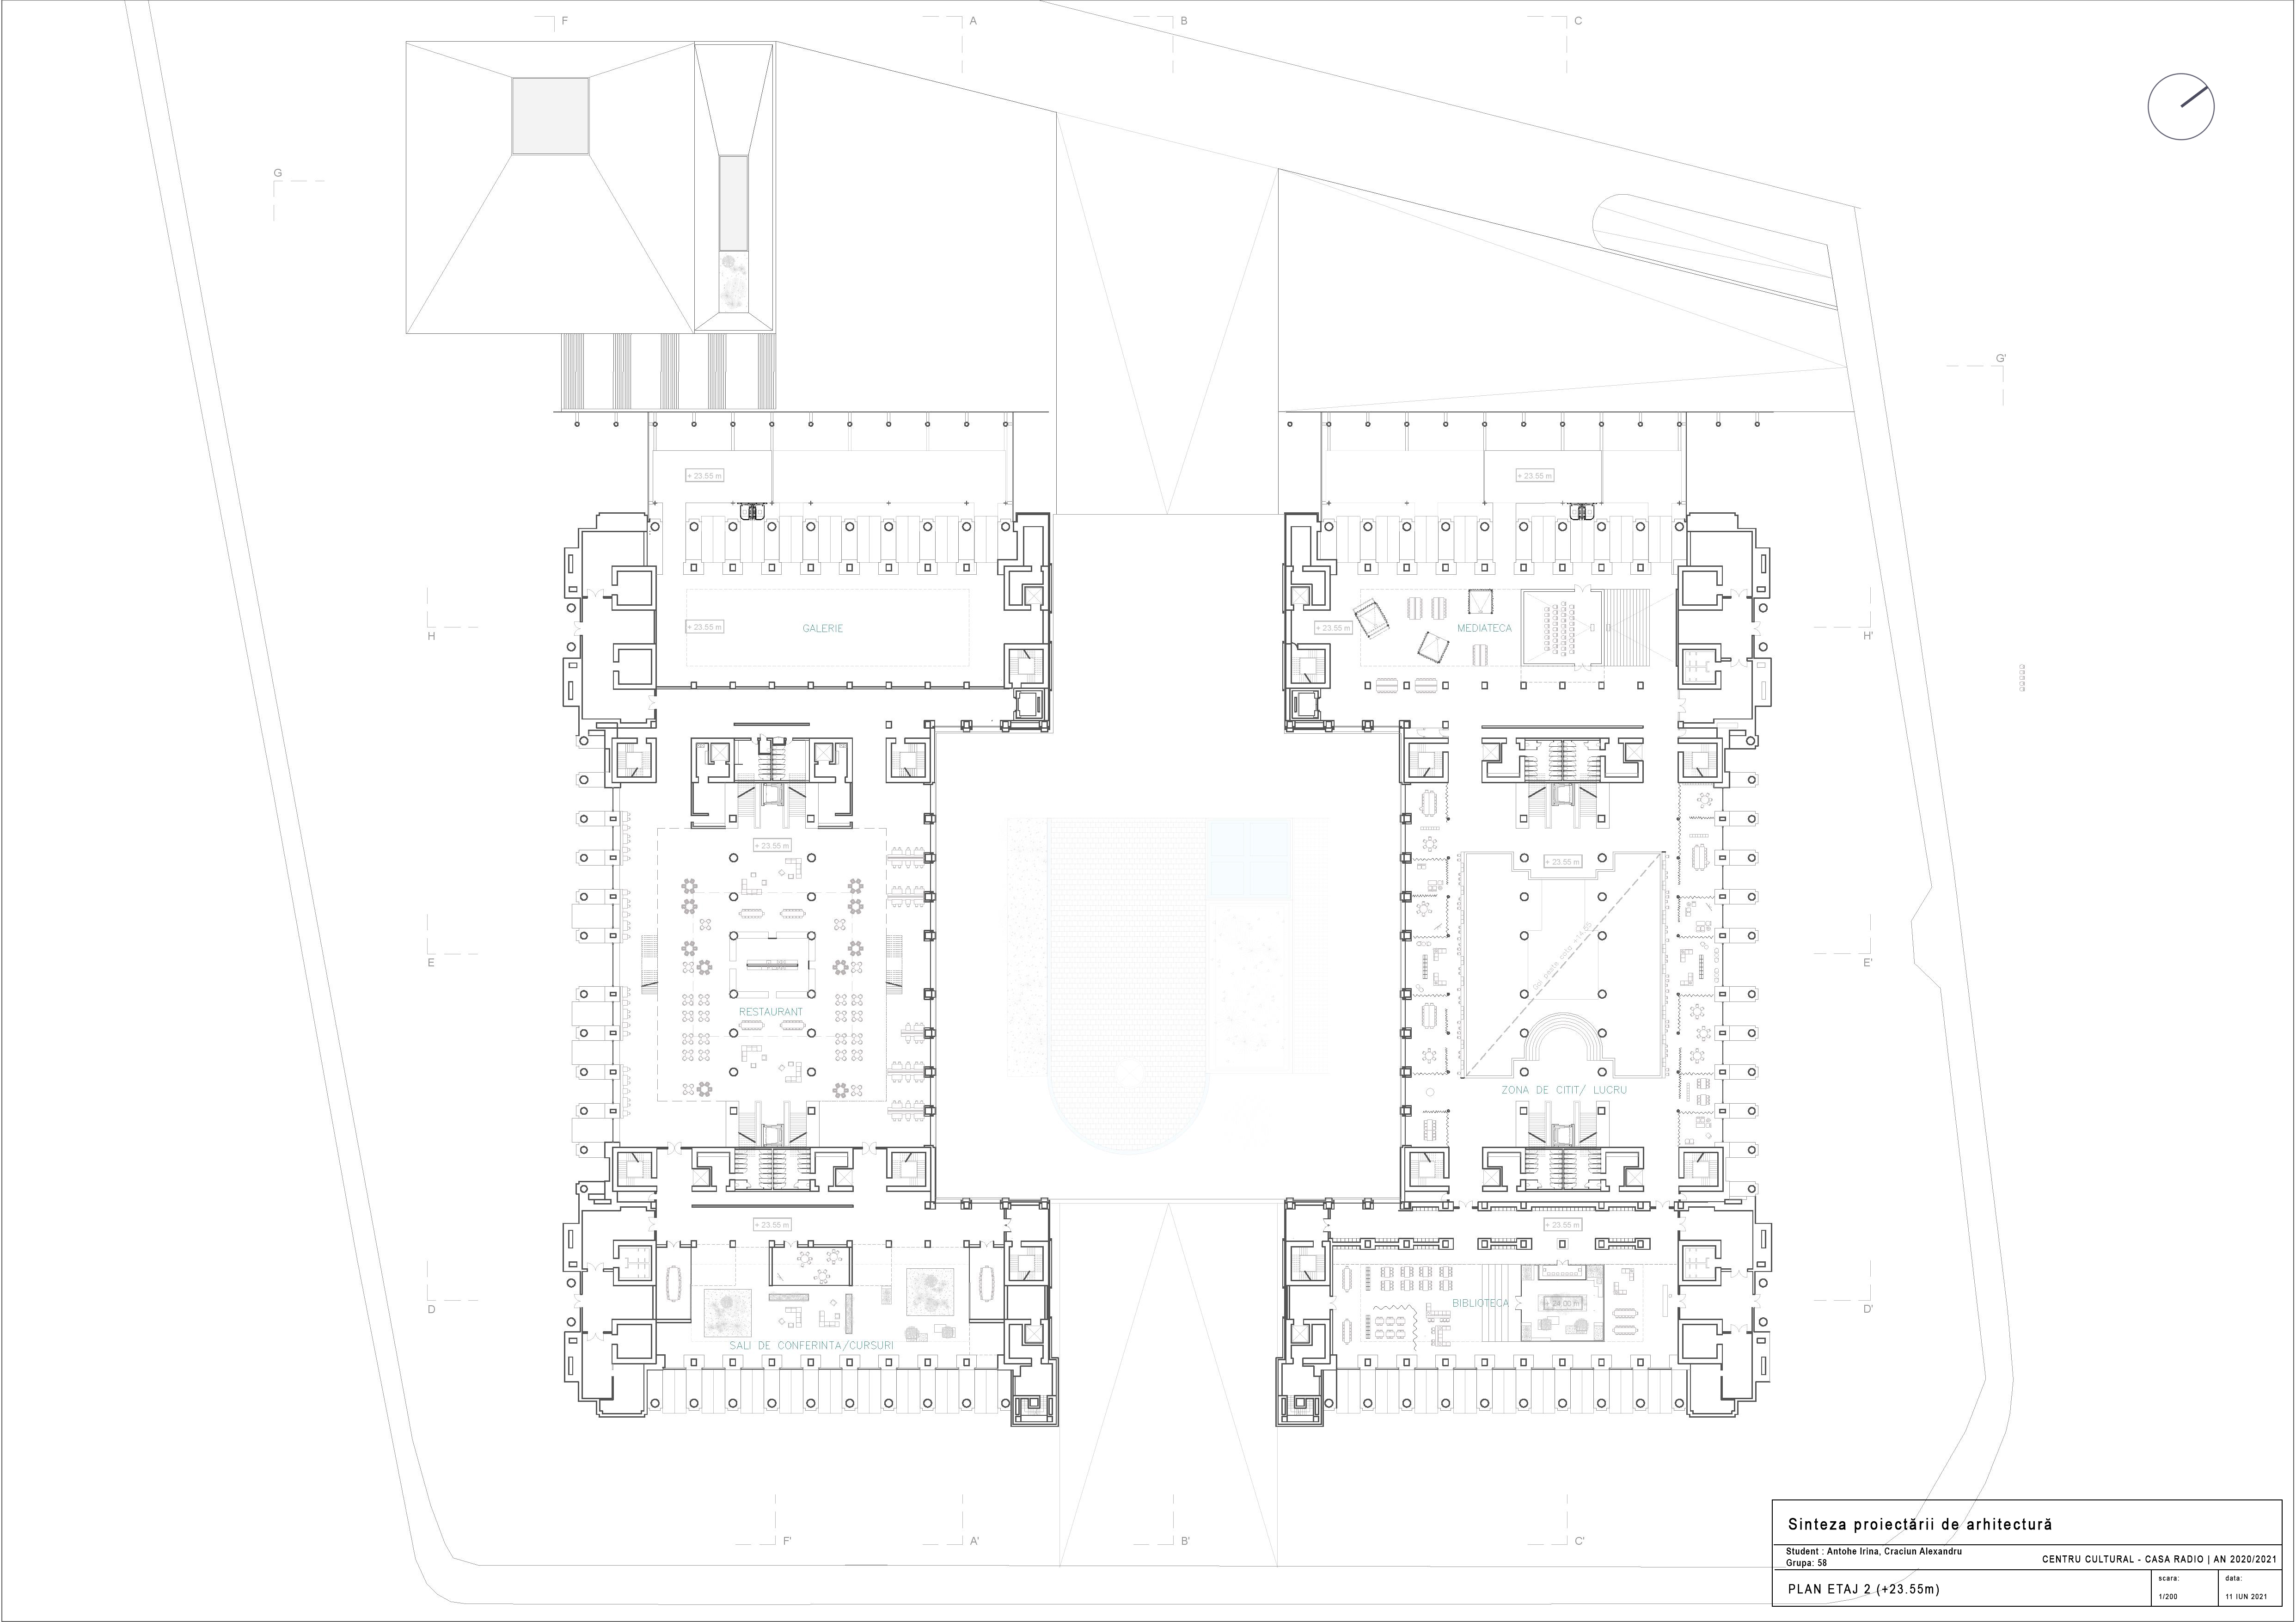 F
A
B
C
G
G'
+ 23.55 m
+ 23.55 m
+ 23.55 m
GALERIE
+ 23.55 m
MEDIATECA
H
H'
+ 23.55 m
+ 23.55 m
E
E'
RESTAURANT
ZONA DE CITIT/ LUCRU
+ 23.55 m
+ 23.55 m
D
D'
BIBLIOTECA
+ 24.00 m
SALI DE CONFERINTA/CURSURI
F'
A'
B'
C'
Sinteza proiectării de arhitectură
Student : Antohe Irina, Craciun Alexandru
Grupa: 58
CENTRU CULTURAL - CASA RADIO | AN 2020/2021
PLAN ETAJ 2 (+23.55m)
scara:
1/200
data:
11 IUN 2021